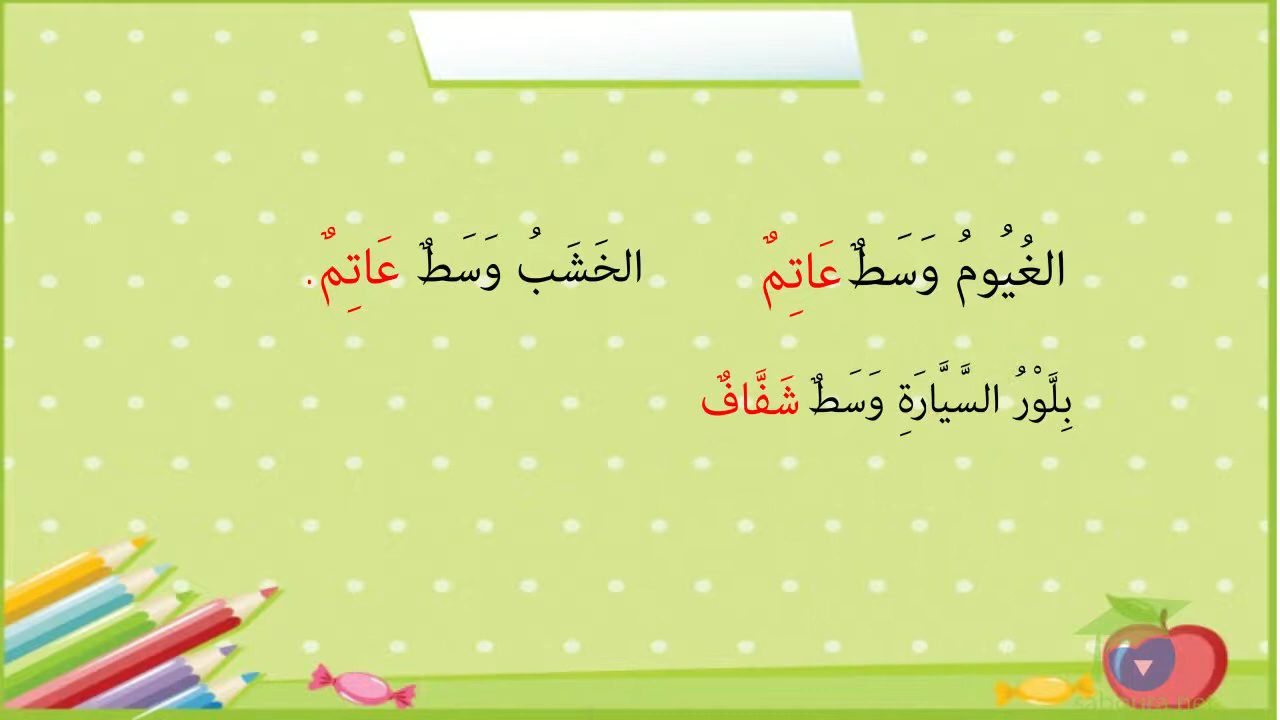 الغُيُومُ وَسَطٌ عَاتِمٌ
الخَشَبُ وَسَطٌ عَاتِمٌ.
بِلَّوْرُ السَّيَّارَةِ وَسَطٌ شَفَّافٌ